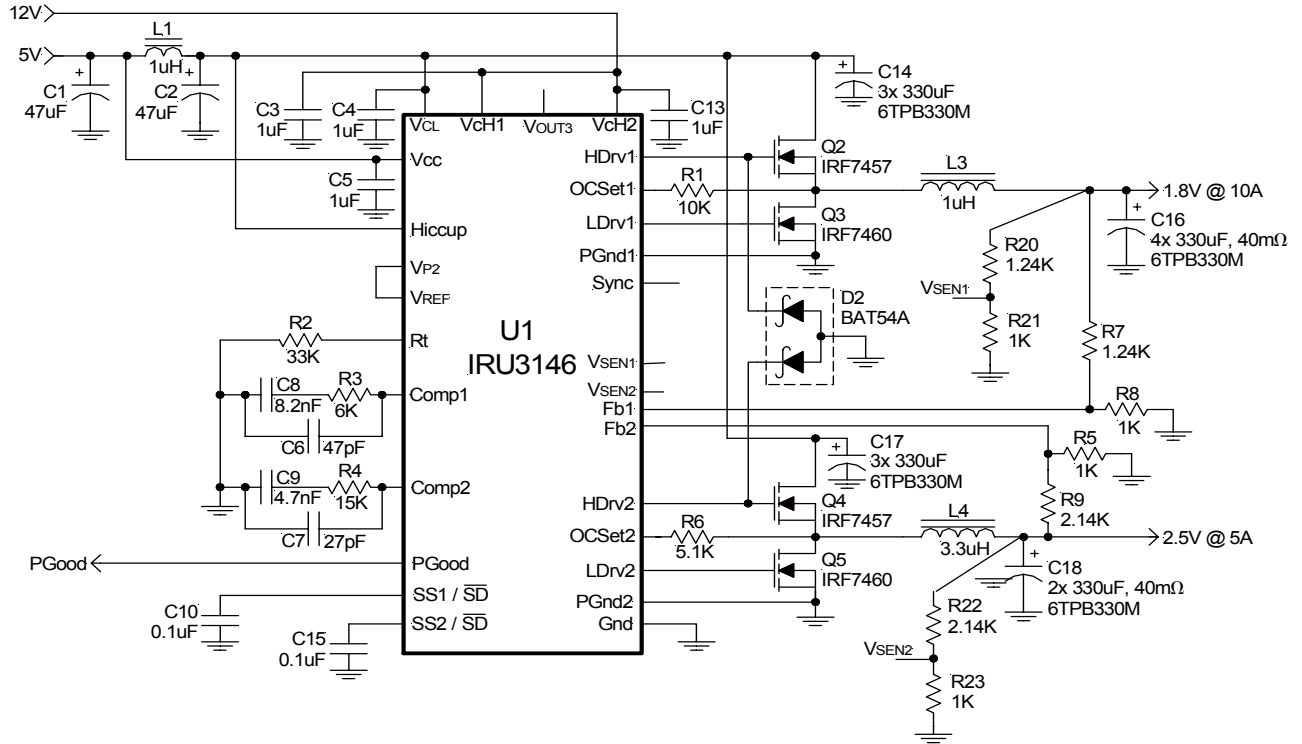 12V
5V
L1
1uH
C1
47uF
C2
47uF
C3
1uF
C4
1uF
C13
1uF
C14
3x 330uF
6TPB330M
VCL
VcH1
VOUT3
VcH2
Vcc
C5
1uF
Hiccup
VP2
VREF
R2
33K
Rt
C8
8.2nF
R3
6K
Comp1
C6
47pF
C9
4.7nF
R4
15K
Comp2
C7
27pF
PGood
PGood
SS1 / SD
C10
0.1uF
SS2 / SD
C15
0.1uF
U1
IRU3146
HDrv1
OCSet1
LDrv1
PGnd1
Sync
VSEN1
VSEN2
Fb1
Fb2
HDrv2
OCSet2
LDrv2
PGnd2
Gnd
R1
10K
Q2
IRF7457
Q3
IRF7460
L3
1uH
1.8V @ 10A
C16
4x 330uF, 40mΩ
6TPB330M
R20
1.24K
VSEN1
R21
1K
D2
BAT54A
R7
1.24K
R8
1K
R5
1K
C17
3x 330uF
6TPB330M
R9
2.14K
Q4
IRF7457
R6
5.1K
Q5
IRF7460
L4
3.3uH
2.5V @ 5A
C18
2x 330uF, 40mΩ
6TPB330M
R22
2.14K
VSEN2
R23
1K